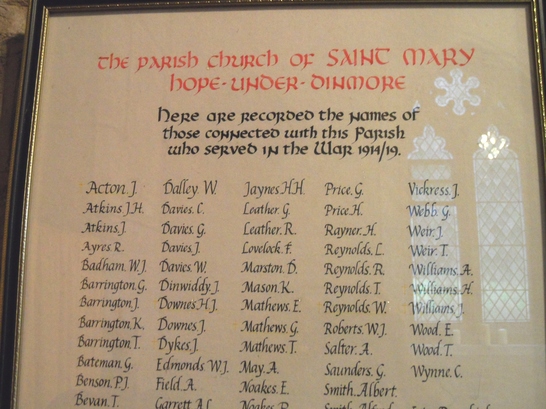 the parish church of SAINT MARY
hope-under-dinmore
here are recorded the names of
those connected with this Parish
who served in the War 1914/19.
Acton. J.
Atkins J.H.
Atkins J.
Ayres R.
Badham. W.J.
Barrington. G.
Barrington. J.
Barrington. K.
Barrington. T.
Bateman. G.
Benson. P.J.
Bevan. T.
Dalley. W.
Davies. C.
Davies. G.
Davies. J.
Davies. W.
Dinwiddy. J.
Downes. H.J.
Downes. J.
Dykes. J.
Edmonds. W.J.
Field. A.
Garrett. A.L.
Jaynes H.H.
Leather. G.
Leather. R.
Lovelock. F.
Marston. D.
Mason. K.
Mathews. E.
Mathews G.
Mathews. T.
May. A.
Noakes. E.
Noakes.
Price. G.
Price H.
Rayner. H.
Reynolds. L.
Reynolds. R.
Reynolds. T.
Reynolds. W.
Roberts. W.J.
Salter. A.
Saunders. G.
Smith. Albert.
Smith.
Vickress J.
Webb. G.
Weir. J.
Weir. T.
Williams. A.
Williams. H.
Williams. J.
Wood. E.
Wood. T.
Wynne. C.